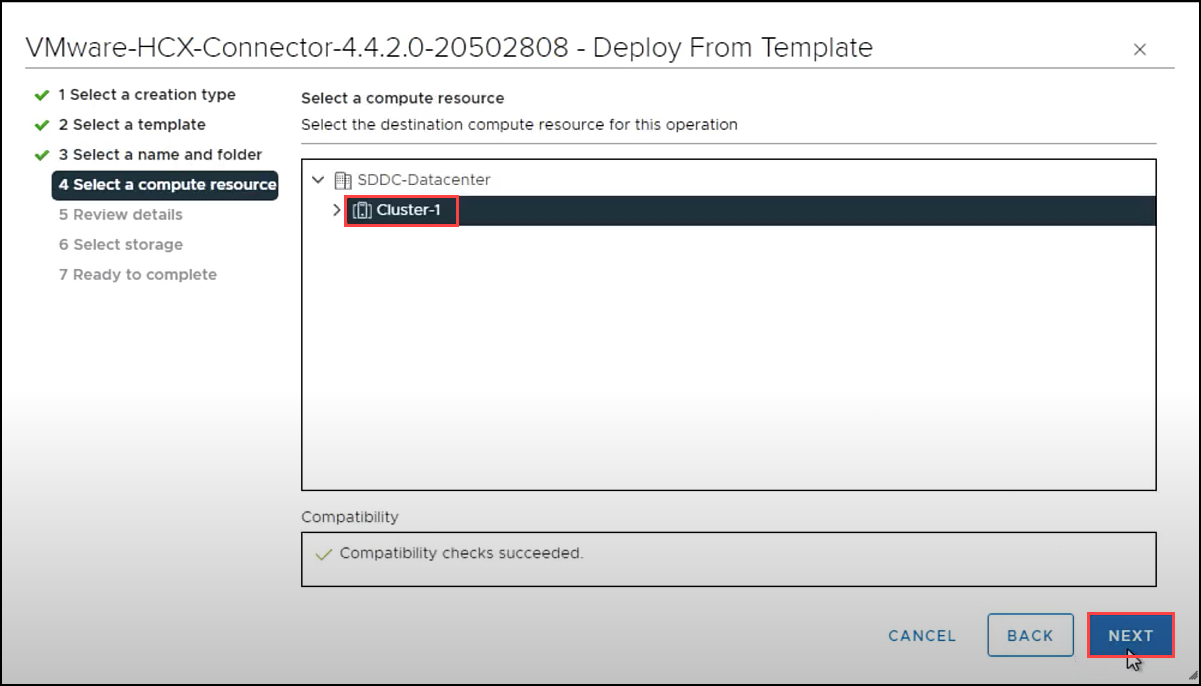 VMware-HCX-Connector-4.4.2.0-20502808 - Deploy From Template
1 Select a creation type
2 Select a template
3 Select a name and folder
4 Select a compute resource
5 Review details
6 Select storage
7 Ready to complete
Select a compute resource
Select the destination compute resource for this operation
SDDC-Datacenter
Cluster-1
Compatibility
Compatibility checks succeeded.
CANCEL
BACK
NEXT